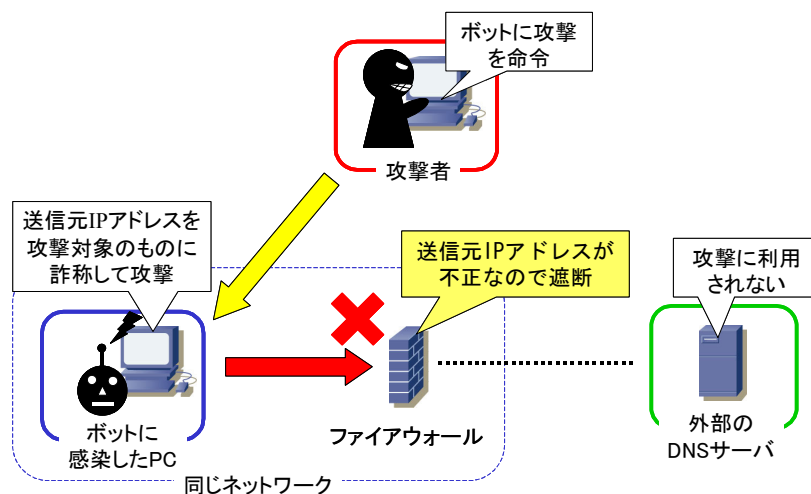 ボットに攻撃
を命令
攻撃者
送信元IPアドレスを
攻撃対象のものに
詐称して攻撃
送信元IPアドレスが
不正なので遮断
攻撃に利用
されない
ボットに
感染したPC
ファイアウォール
外部の
DNSサーバ
同じネットワーク